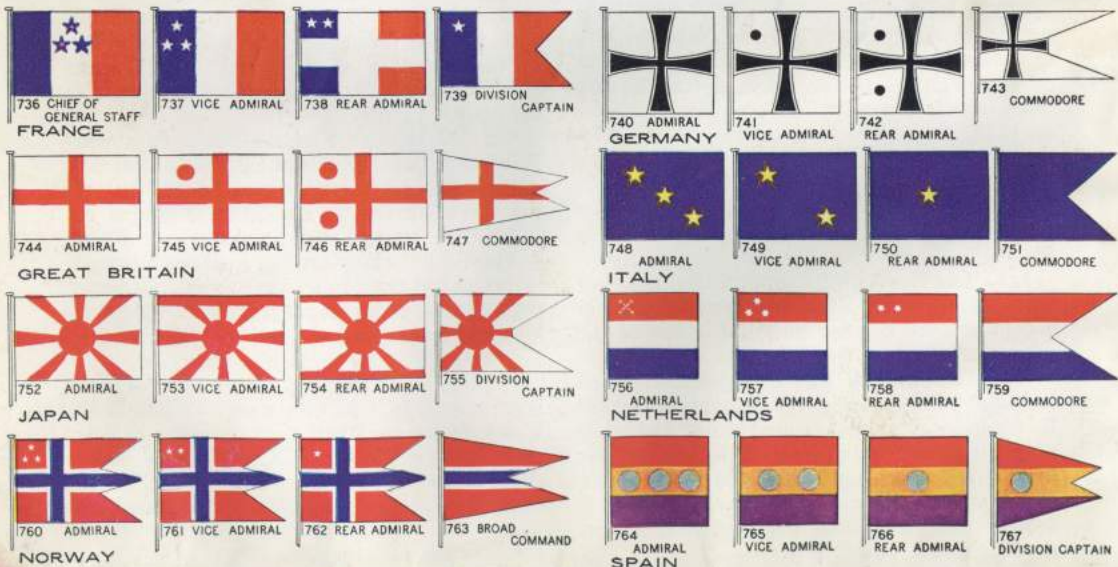 736 CHIEF OF
GENERAL STAFF
737 VICE ADMIRAL
738 REAR ADMIRAL
739 DIVISION
CAPTAIN
FRANCE
740 ADMIRAL
741
VICE ADMIRAL
742
REAR ADMIRAL
743
COMMODORE
GERMANY
744 ADMIRAL
745 VICE ADMIRAL
746 REAR ADMIRAL
747 COMMODORE
GREAT BRITAIN
748
ADMIRAL
749
VICE ADMIRAL
750
REAR ADMIRAL
751
COMMODORE
ITALY
752 ADMIRAL
753 VICE ADMIRAL
754 REAR ADMIRAL
755 DIVISION
CAPTAIN
JAPAN
756
ADMIRAL
757
VICE ADMIRAL
758
REAR ADMIRAL
759
COMMODORE
NETHERLANDS
760 ADMIRAL
761 VICE ADMIRAL
762 REAR ADMIRAL
763 BROAD
COMMAND
NORWAY
764
ADMIRAL
765
VICE ADMIRAL
766
REAR ADMIRAL
767
DIVISION CAPTAIN
SPAIN